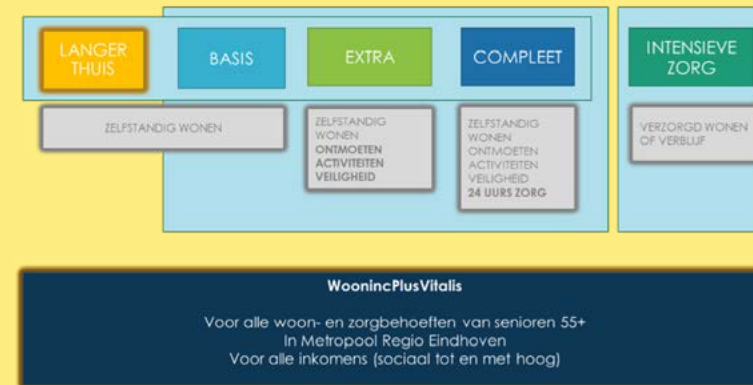 LANGER
THUIS
BASIS
EXTRA
COMPLEET
INTENSIEVE
ZORG
ZELFSTANDIG WONEN
ZELFSTANDIG
WONEN
ONTMOETEN
ACTIVITEITEN
VEILIGHEID
ZELFSTANDIG
WONEN
ONTMOETEN
ACTIVITEITEN
VEILIGHEID
24 UURS ZORG
VERZORGD WONEN
OF VERBLIJF
WoonincPlusVitalis
Voor alle woon- en zorgbehoeften van senioren 55+
In Metropool Regio Eindhoven
Voor alle inkomens (sociaal tot en met hoog)